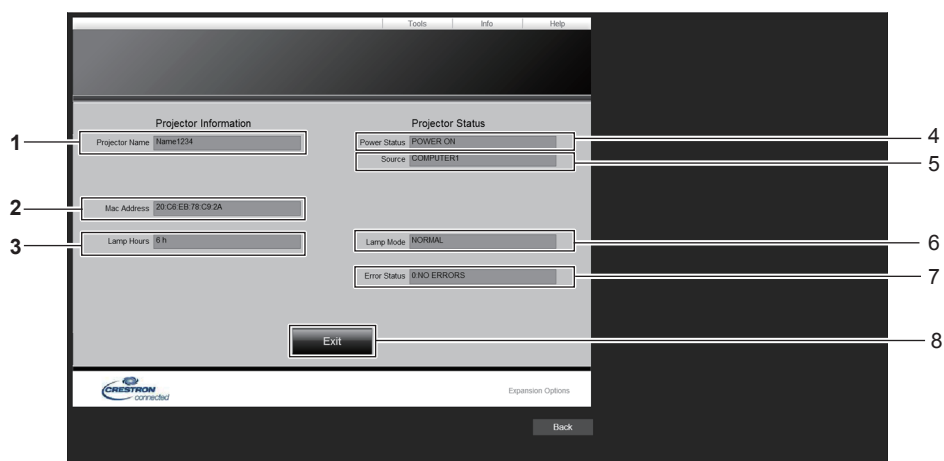 Tools Info Help
Projector Information Projector Status
1 Projector Name Name1234 Power Status POWER ON 4
Source COMPUTER1 5
2 Mac Address 20:C6:EB:78:C9:2A
3 Lamp Hours 6 h Lamp Mode NORMAL 6
Error Status 0:NO ERRORS 7
Exit 8
CRESTRON
connected
Expansion Options
Back